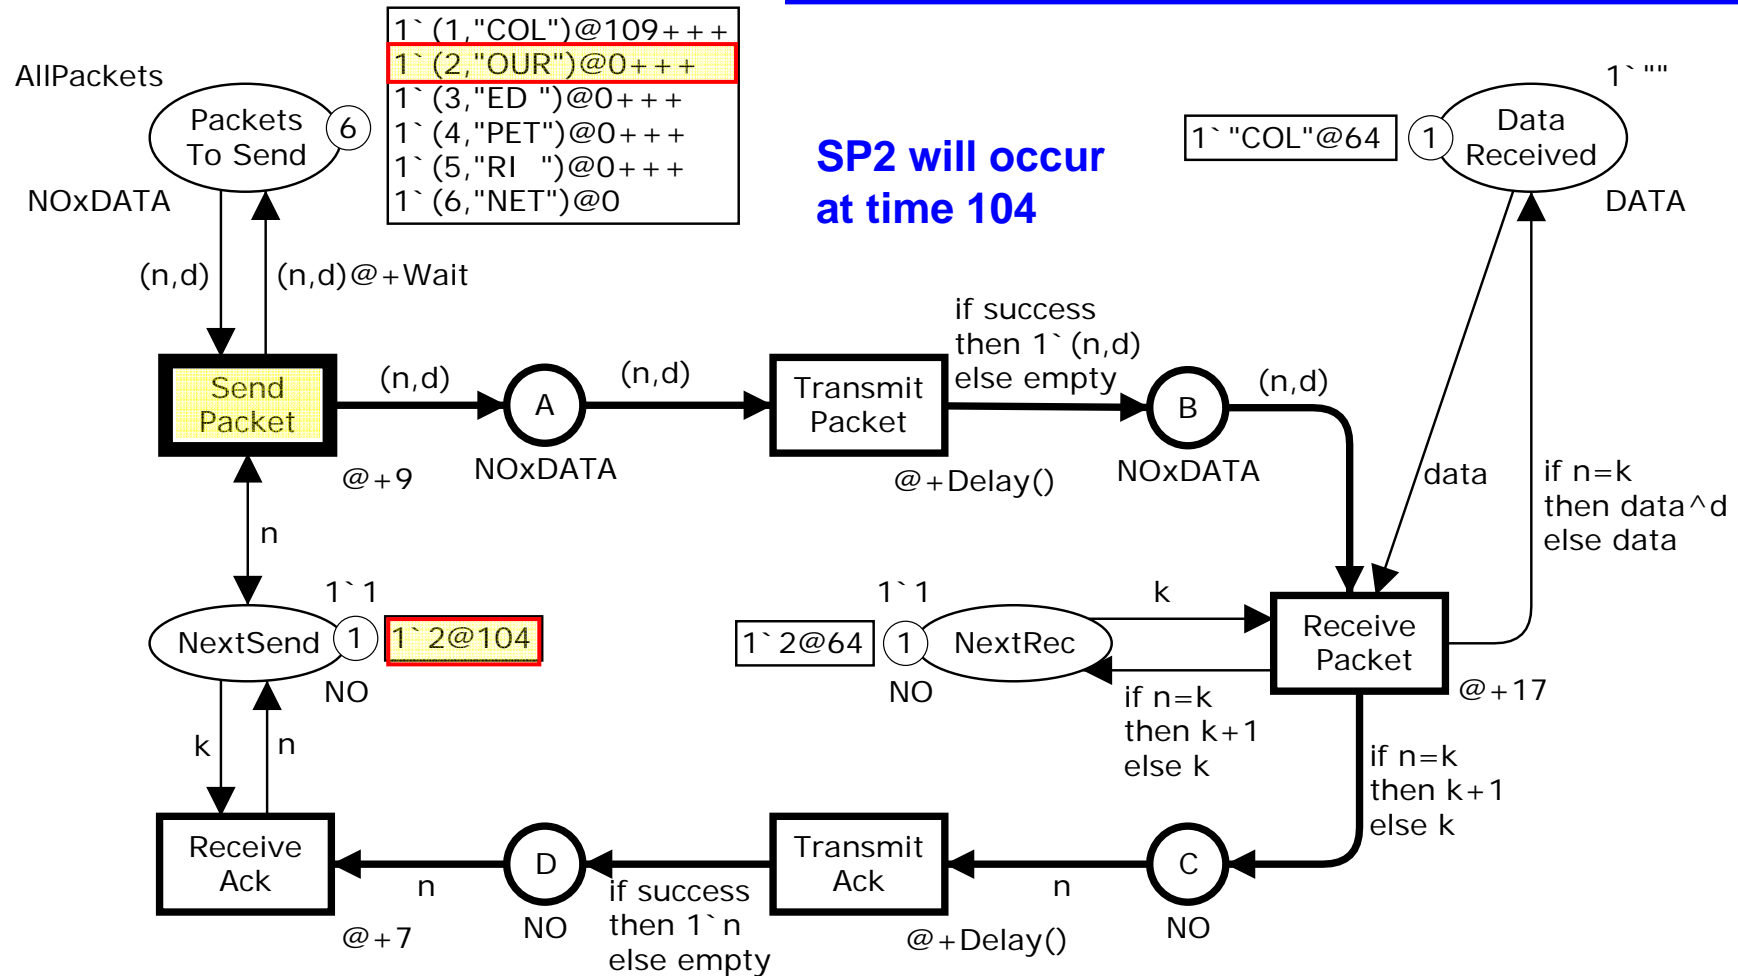 1`(1,"COL")@109+++
1`(2,"OUR")@0+++
1`(3,"ED ")@0+++
1`(4,"PET")@0+++
1`(5,"RI  ")@0+++
1`(6,"NET")@0
AllPackets
Packets
To Send
6
NOxDATA
SP2 will occur
at time 104
1`""
1`"COL"@64
1
Data
Received
DATA
(n,d)
(n,d)@+Wait
Send
Packet
@+9
(n,d)
A
NOxDATA
(n,d)
Transmit
Packet
@+Delay()
if success
then 1`(n,d)
else empty
B
NOxDATA
(n,d)
data
if n=k
then data^d
else data
n
1`1
NextSend
1
1`2@104
NO
1`1
1`2@64
1
NextRec
NO
k
if n=k
then k+1
else k
Receive
Packet
@+17
if n=k
then k+1
else k
k
n
Receive
Ack
@+7
n
D
NO
if success
then 1`n
else empty
Transmit
Ack
@+Delay()
n
C
NO